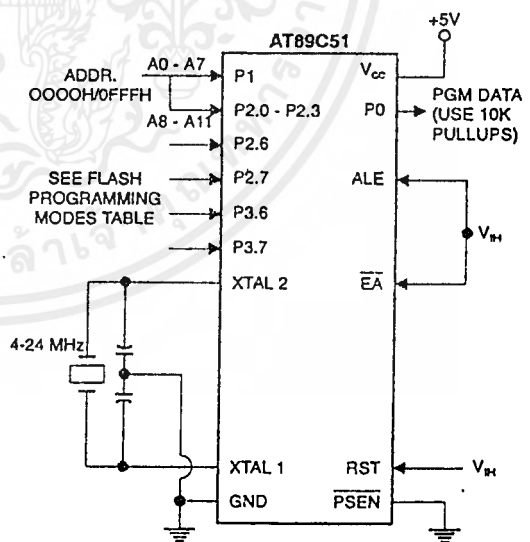 AT89C51
+5V
A0 - A7
ADDR.
OOOOH/OFFFH
P1
VCC
P2.0 - P2.3
P0
PGM DATA
(USE 10K
PULLUPS)
A8 - A11
P2.6
SEE FLASH
PROGRAMMING
MODES TABLE
P2.7
ALE
P3.6
P3.7
VIH
XTAL 2
EA
4-24 MHz
XTAL 1
RST
VIH
GND
PSEN